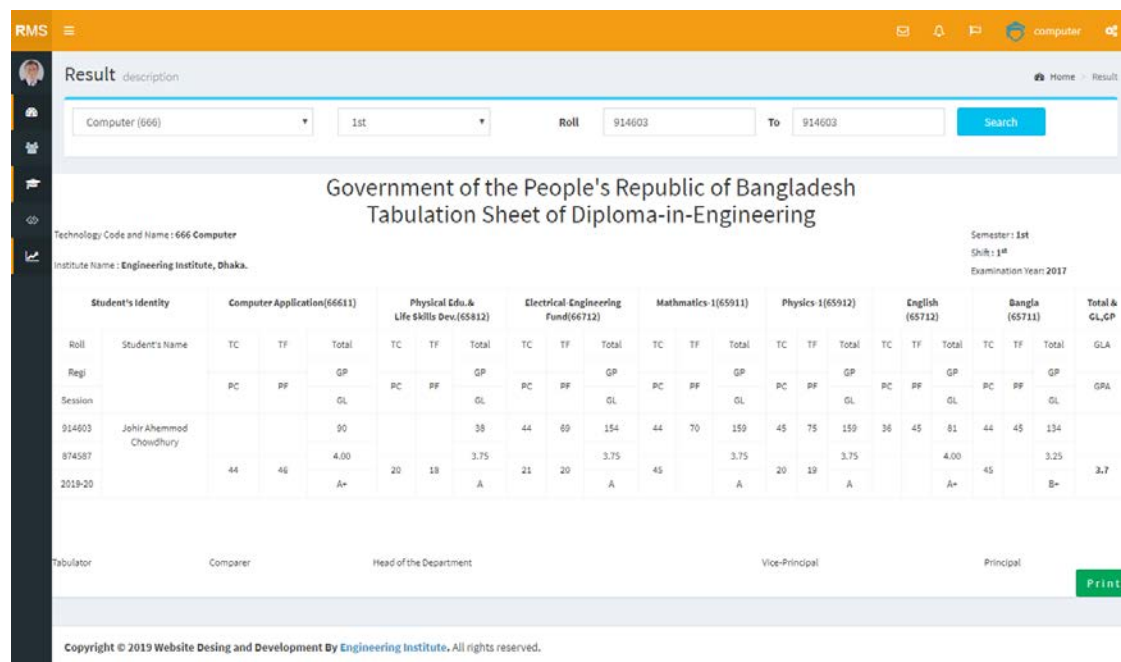 RMS
computer
Result description
Home > Result
Computer (666) 1st Roll 914603 To 914603 Search
Government of the People's Republic of Bangladesh
Tabulation Sheet of Diploma-in-Engineering
Technology Code and Name : 666 Computer
Semester : 1st
Shift : 1st
Institute Name : Engineering Institute, Dhaka.
Examination Year: 2017
Student's Identity Computer Application(66611) Physical Edu.& Life Skills Dev.(65812) Electrical-Engineering Fund(66712) Mathmatics-1(65911) Physics-1(65912) English (65712) Bangla (65711) Total & GL,GP
Roll Student's Name TC TF Total TC TF Total TC TF Total TC TF Total TC TF Total TC TF Total TC TF Total GLA
Regi GP GP GP GP GP GP GP
PC PF PC PF PC PF PC PF PC PF PC PF PC PF GPA
Session GL GL GL GL GL GL GL
914603 Johir Ahemmod Chowdhury 90 38 44 69 154 44 70 159 45 75 159 36 45 81 44 45 134
874587 4.00 3.75 3.75 3.75 3.75 4.00 3.25
44 46 20 18 21 20 45 20 19 45 3.7
2019-20 A+ A A A A A+ B+
Tabulator Comparer Head of the Department Vice-Principal Principal
Print
Copyright © 2019 Website Desing and Development By Engineering Institute. All rights reserved.